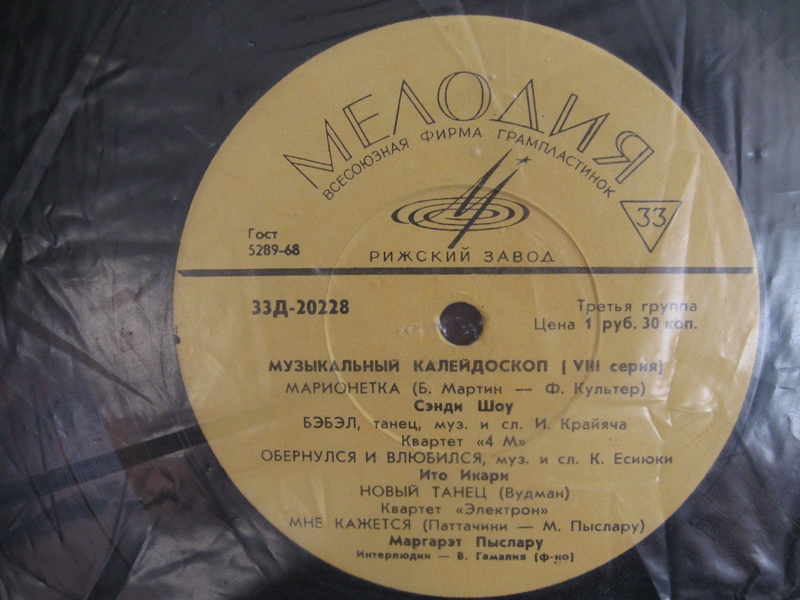 МЕЛОДИЯ
ВСЕСОЮЗНАЯ ФИРМА ГРАМПЛАСТИНОК
33
Гост
5289-68
РИЖСКИЙ ЗАВОД
33Д-20228
Третья группа
Цена 1 руб. 30 коп.
МУЗЫКАЛЬНЫЙ КАЛЕЙДОСКОП [ VIII серия]
МАРИОНЕТКА (Б. Мартин — Ф. Культер)
Сэнди Шоу
БЭБЭЛ, танец, муз. и сл. И. Крайяча
Квартет «4 М»
ОБЕРНУЛСЯ И ВЛЮБИЛСЯ, муз. и сл. К. Есиюки
Ито Икари
НОВЫЙ ТАНЕЦ (Вудман)
Квартет «Электрон»
МНЕ КАЖЕТСЯ (Паттачини — М. Пыслару)
Маргарэт Пыслару
Интерлюдии — В. Гамалия [ф-но]